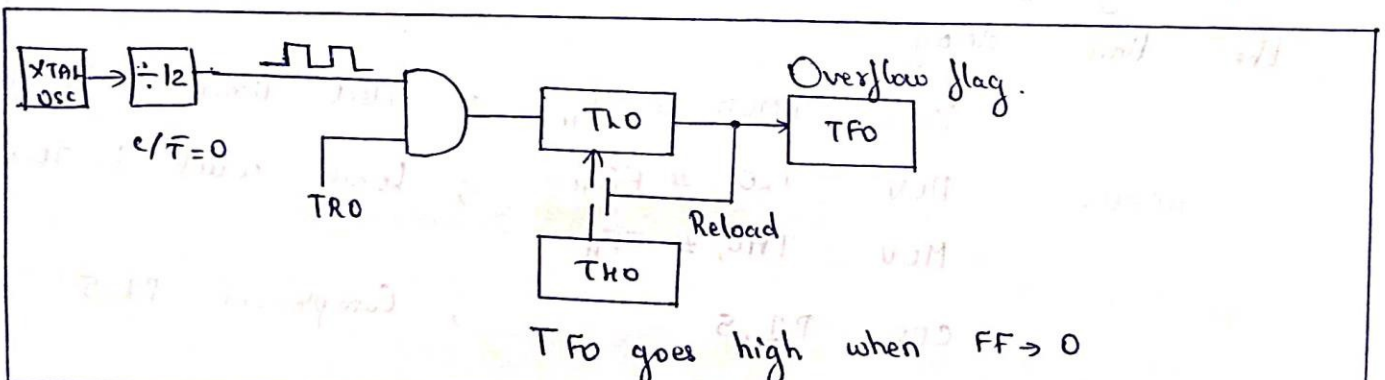 XTAL
OSC
÷12
C/T̄=0
TR0
TL0
Overflow flag.
TF0
Reload
TH0
TF0 goes high when FF → 0